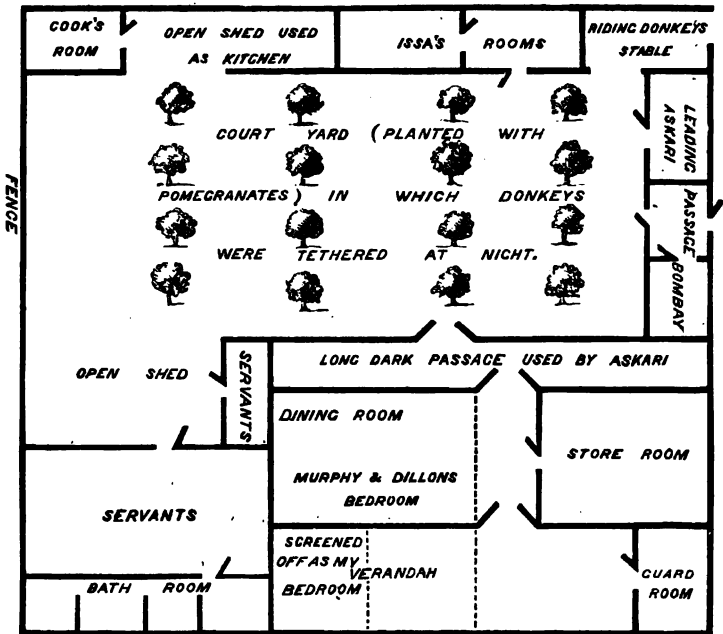 COOK'S
ROOM
OPEN SHED USED
AS KITCHEN
ISSA'S ROOMS
RIDING DONKEYS
STABLE
FENCE
COURT YARD (PLANTED WITH
POMEGRANATES) IN WHICH DONKEYS
WERE TETHERED AT NIGHT.
LEADING
ASKARI
PASSAGE
BOMBAY
OPEN SHED
SERVANTS
LONG DARK PASSAGE USED BY ASKARI
DINING ROOM
MURPHY & DILLONS
BEDROOM
STORE ROOM
SERVANTS
SCREENED
OFF AS MY
BEDROOM
VERANDAH
BATH ROOM
GUARD
ROOM